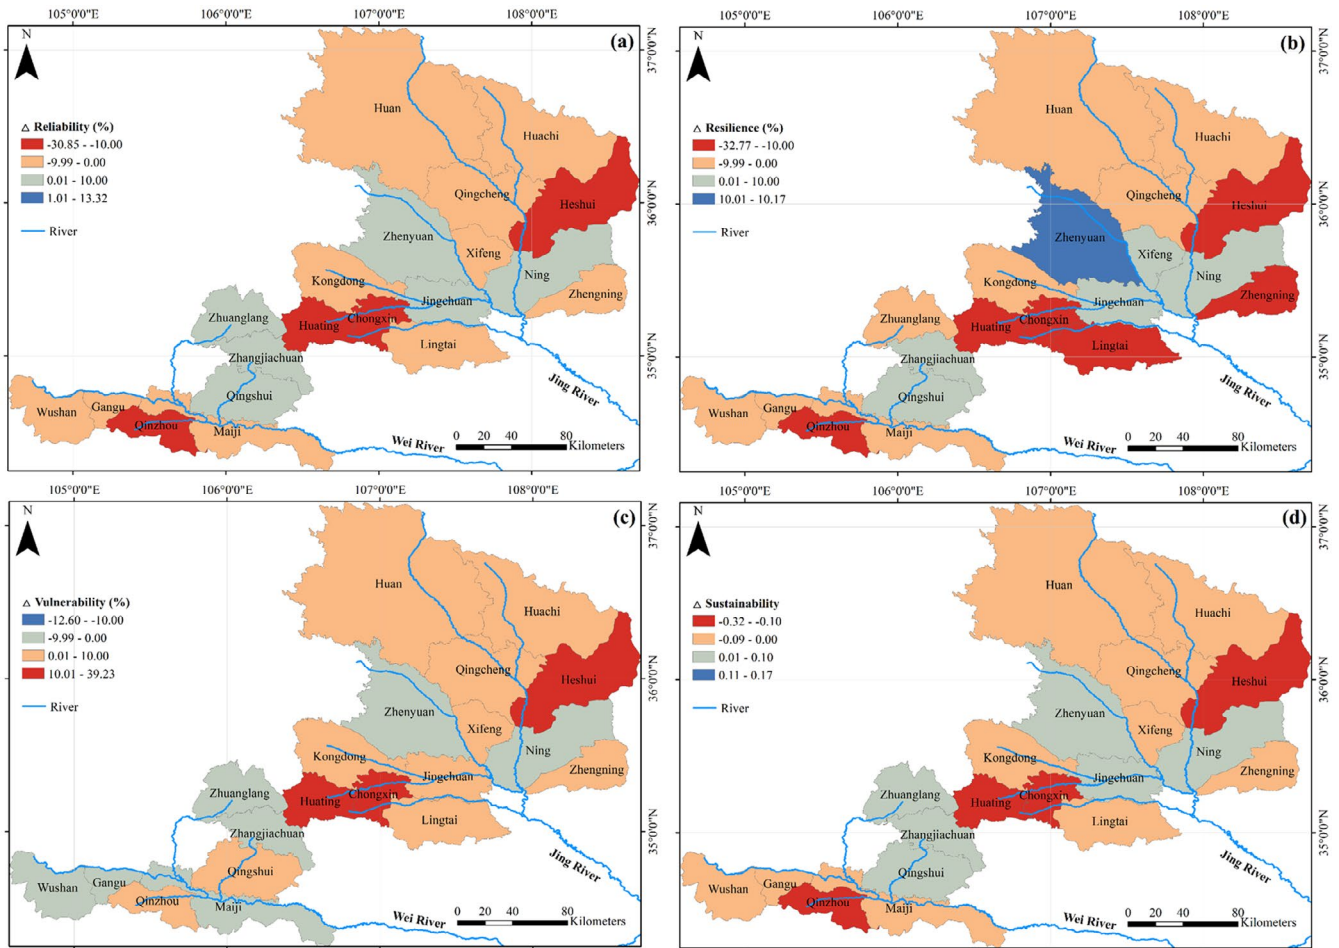 105°0'0"E 106°0'0"E 107°0'0"E 108°0'0"E
N
(a)
37°0'0"N
Huan
△ Reliability (%)
-30.85 - -10.00
-9.99 - 0.00
0.01 - 10.00
1.01 - 13.32
River
Huachi
Qingcheng
Heshui
36°0'0"N
Zhenyuan
Xifeng
Ning
Kongdong
Zhengning
Jingchuan
Zhuanglang
Huating
Chongxin
Lingtai
Zhangjiachuan
35°0'0"N
Qingshui
Jing River
Wushan
Gangu
Qinzhou
Maiji
Wei River
0 20 40 80
Kilometers
105°0'0"E 106°0'0"E 107°0'0"E 108°0'0"E
N
(b)
37°0'0"N
Huan
△ Resilience (%)
-32.77 - -10.00
-9.99 - 0.00
0.01 - 10.00
10.01 - 10.17
River
Huachi
Qingcheng
Heshui
36°0'0"N
Zhenyuan
Xifeng
Ning
Kongdong
Zhengning
Jingchuan
Zhuanglang
Huating
Chongxin
Lingtai
Zhangjiachuan
35°0'0"N
Qingshui
Jing River
Wushan
Gangu
Qinzhou
Maiji
Wei River
0 20 40 80
Kilometers
105°0'0"E 106°0'0"E 107°0'0"E 108°0'0"E
N
(c)
37°0'0"N
Huan
△ Vulnerability (%)
-12.60 - -10.00
-9.99 - 0.00
0.01 - 10.00
10.01 - 39.23
River
Huachi
Qingcheng
Heshui
36°0'0"N
Zhenyuan
Xifeng
Ning
Kongdong
Zhengning
Jingchuan
Zhuanglang
Huating
Chongxin
Lingtai
Zhangjiachuan
35°0'0"N
Qingshui
Jing River
Wushan
Gangu
Qinzhou
Maiji
Wei River
0 20 40 80
Kilometers
105°0'0"E 106°0'0"E 107°0'0"E 108°0'0"E
N
(d)
37°0'0"N
Huan
△ Sustainability
-0.32 - -0.10
-0.09 - 0.00
0.01 - 0.10
0.11 - 0.17
River
Huachi
Qingcheng
Heshui
36°0'0"N
Zhenyuan
Xifeng
Ning
Kongdong
Zhengning
Jingchuan
Zhuanglang
Huating
Chongxin
Lingtai
Zhangjiachuan
35°0'0"N
Qingshui
Jing River
Wushan
Gangu
Qinzhou
Maiji
Wei River
0 20 40 80
Kilometers